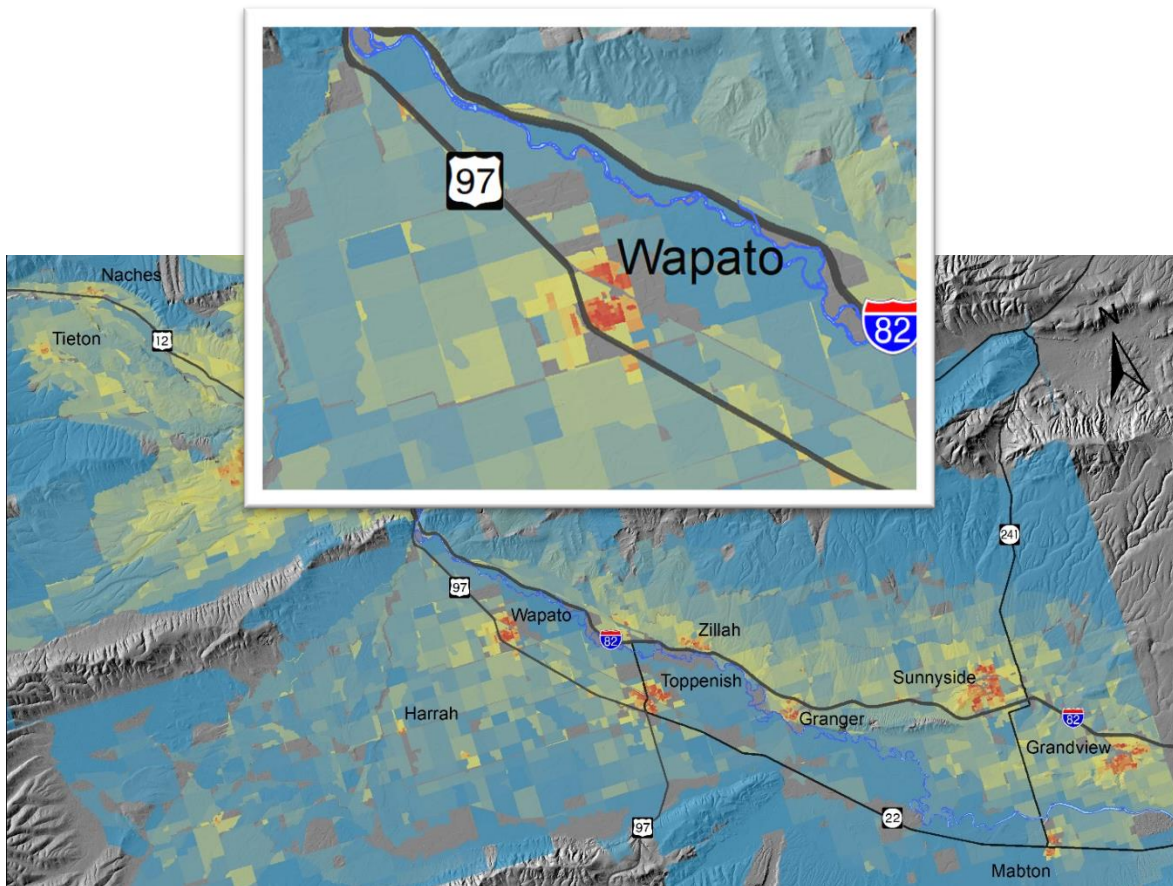 97
Wapato
82
Naches
Tieton
12
N
241
97
Wapato
82
Zillah
Toppenish
Sunnyside
Harrah
Granger
82
Grandview
22
97
Mabton